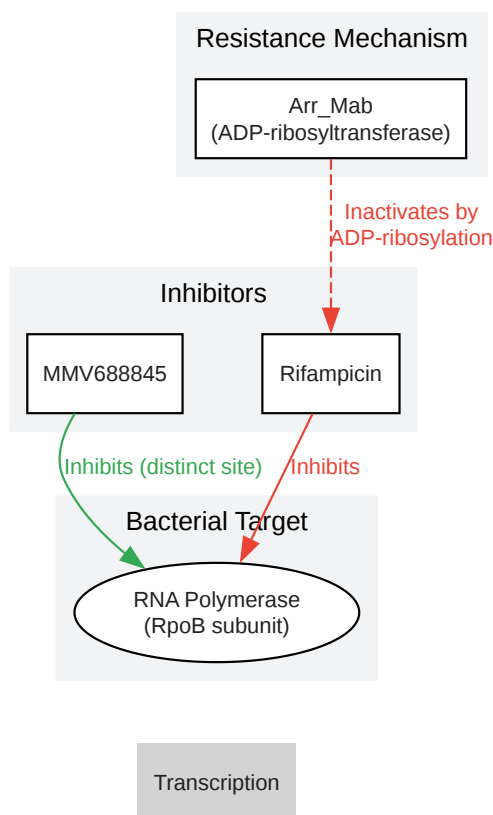 Resistance Mechanism
Arr_Mab
(ADP-ribosyltransferase)
Inactivates by
ADP-ribosylation
Inhibitors
MMV688845
Rifampicin
Inhibits (distinct site)
Inhibits
Bacterial Target
RNA Polymerase
(RpoB subunit)
Transcription